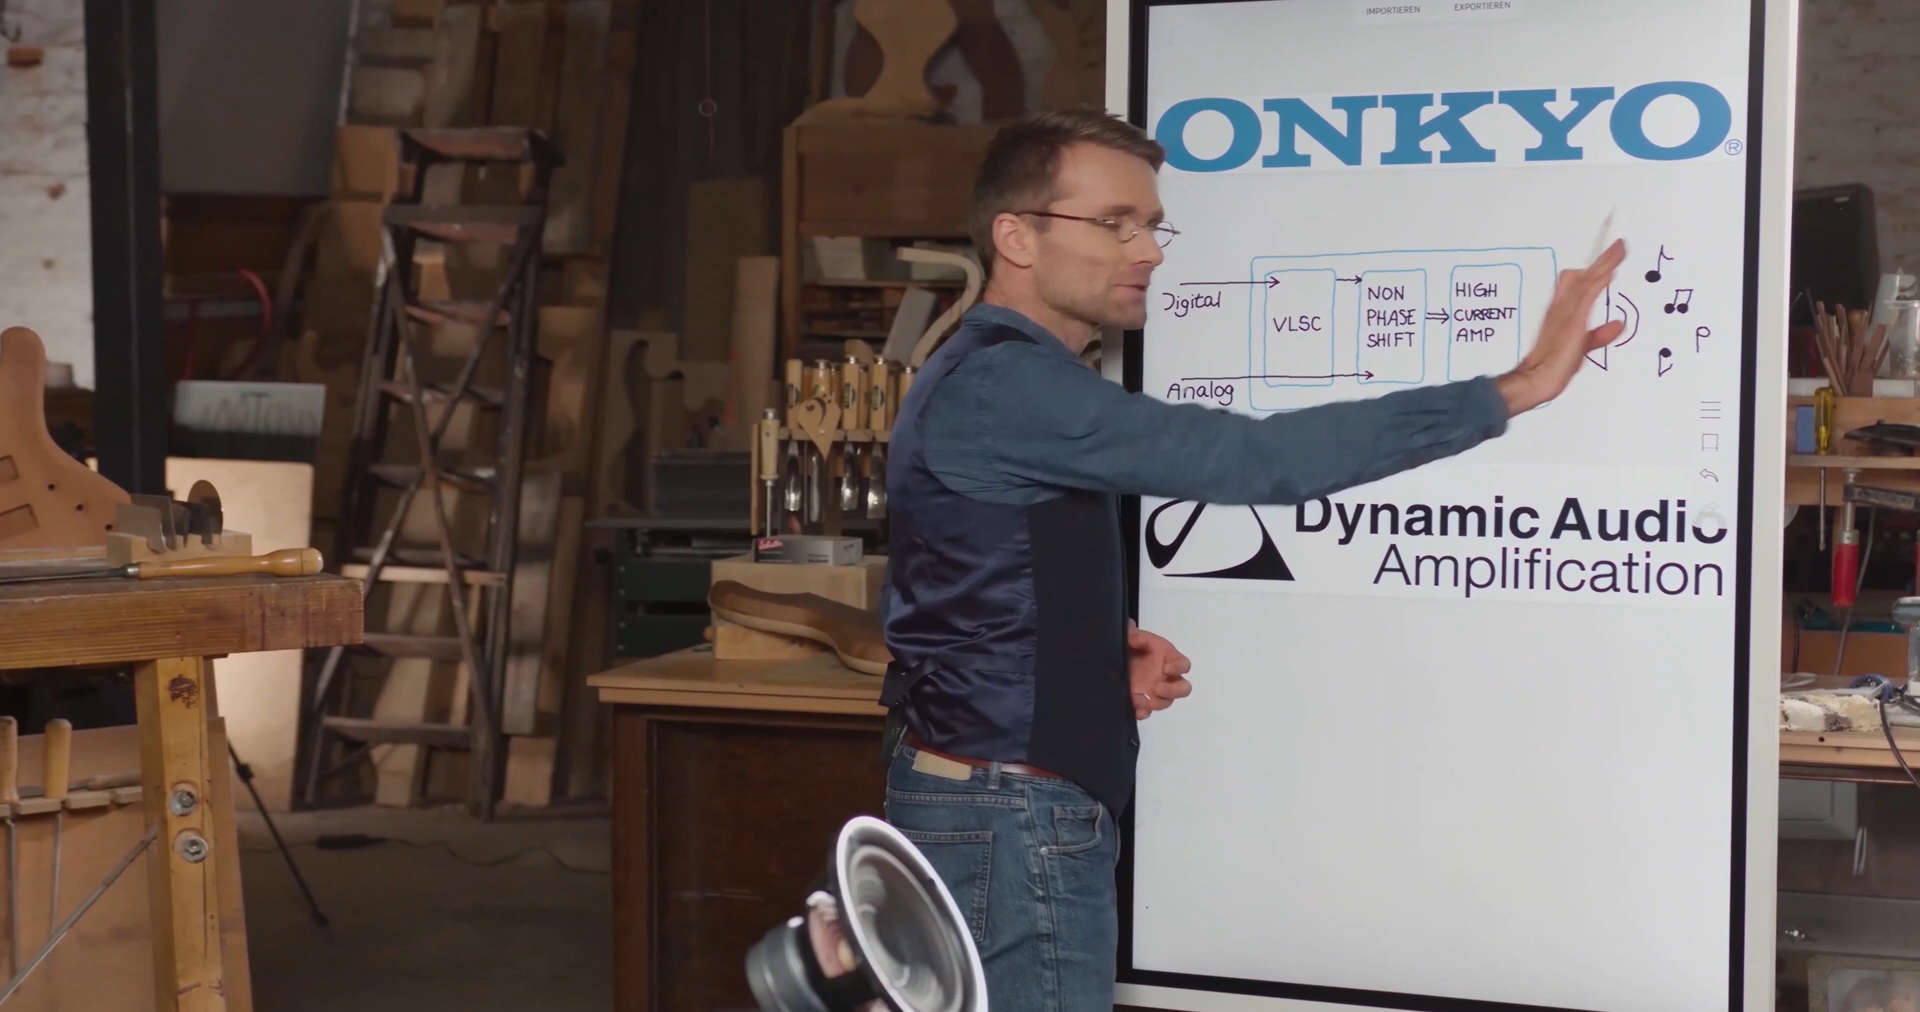 IMPORTIEREN EXPORTIEREN
ONKYO®
Digital
VLSC
NON
PHASE
SHIFT
HIGH
CURRENT
AMP
Analog
Dynamic Audio
Amplification